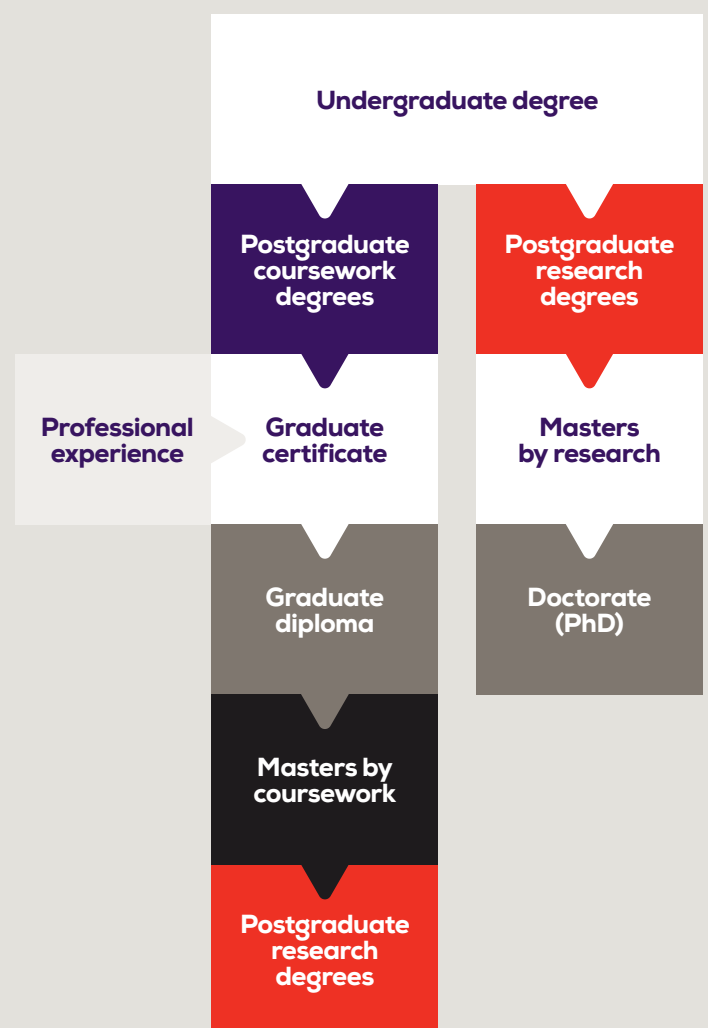 Undergraduate degree
Postgraduate
coursework
degrees
Postgraduate
research
degrees
Professional
experience
Graduate
certificate
Masters
by research
Graduate
diploma
Doctorate
(PhD)
Masters by
coursework
Postgraduate
research
degrees